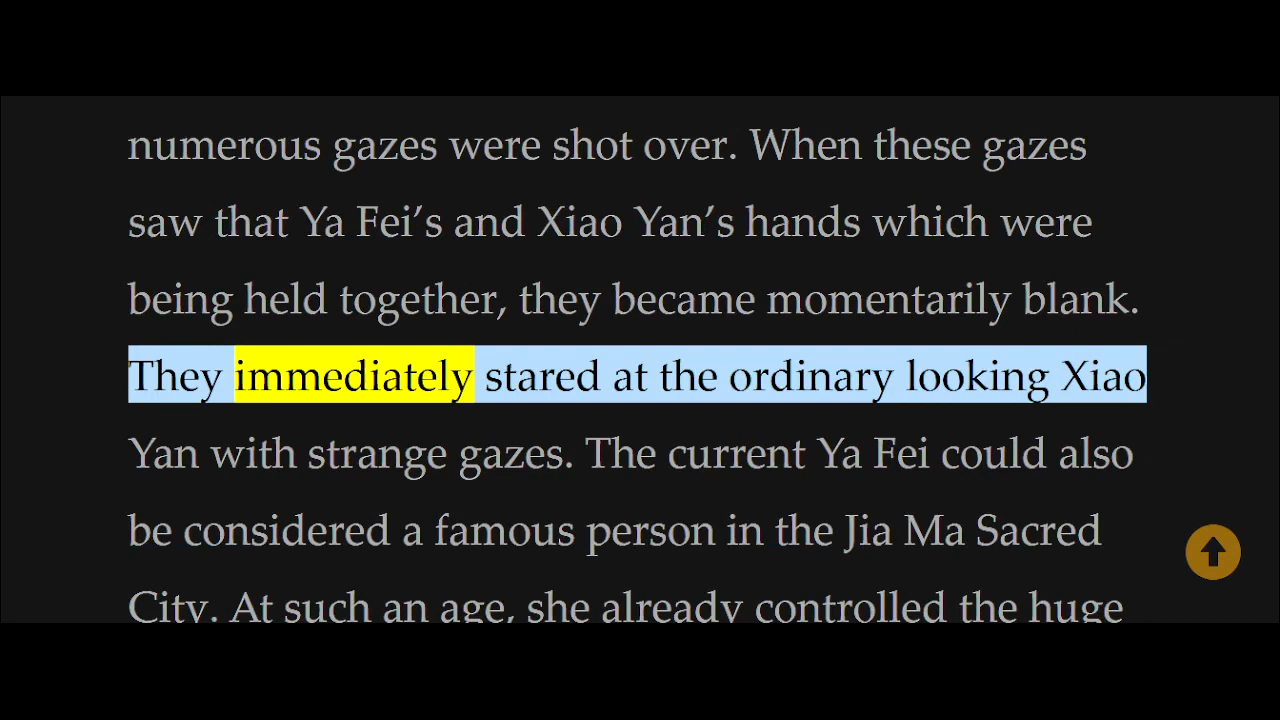 numerous gazes were shot over. When these gazes
saw that Ya Fei’s and Xiao Yan’s hands which were
being held together, they became momentarily blank.
They immediately stared at the ordinary looking Xiao
Yan with strange gazes. The current Ya Fei could also
be considered a famous person in the Jia Ma Sacred
City. At such an age, she already controlled the huge